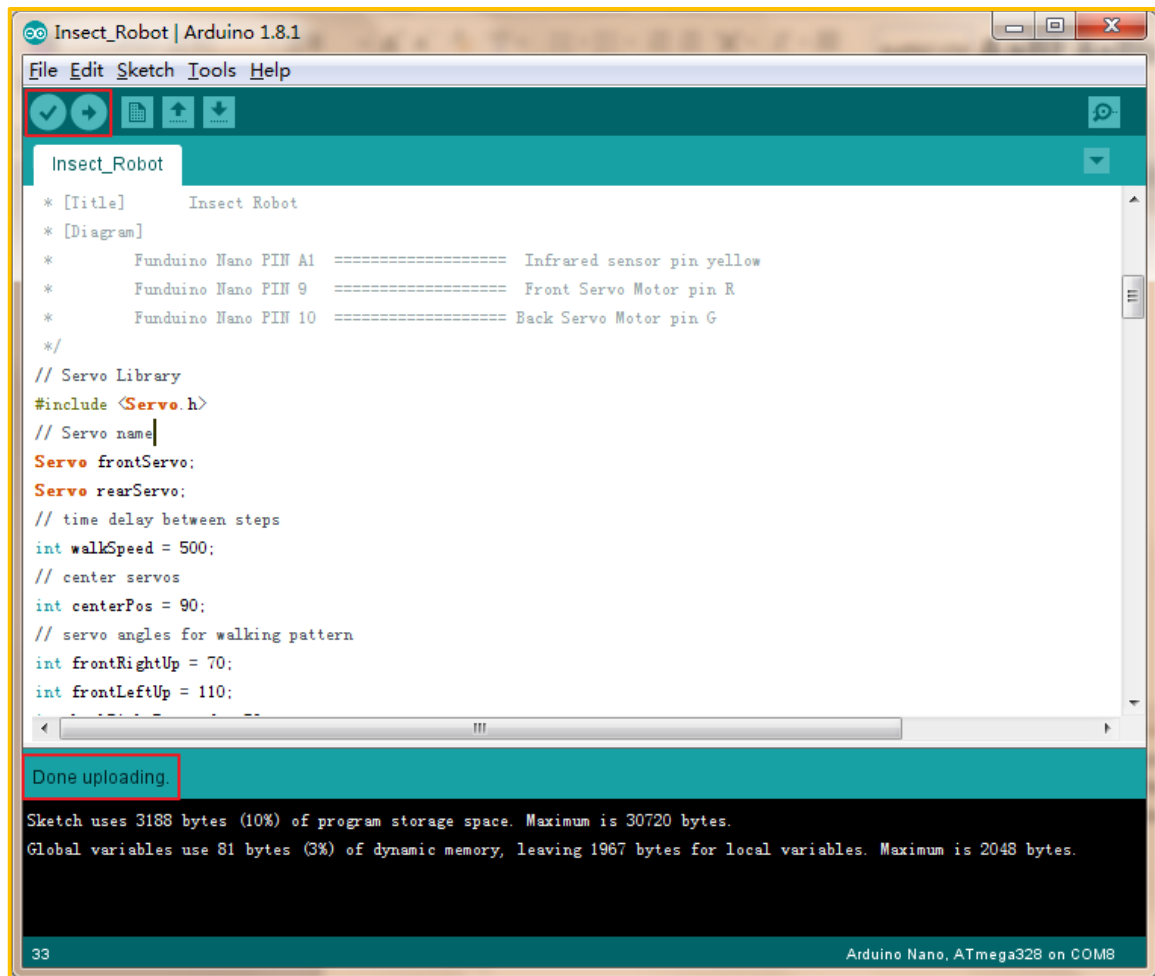 Insect_Robot | Arduino 1.8.1
File Edit Sketch Tools Help
Insect_Robot
* [Title] Insect Robot
* [Diagram]
* Funduino Nano PIN A1 =================== Infrared sensor pin yellow
* Funduino Nano PIN 9 =================== Front Servo Motor pin R
* Funduino Nano PIN 10 =================== Back Servo Motor pin G
*/
// Servo Library
#include <Servo.h>
// Servo name
Servo frontServo;
Servo rearServo;
// time delay between steps
int walkSpeed = 500;
// center servos
int centerPos = 90;
// servo angles for walking pattern
int frontRightUp = 70;
int frontLeftUp = 110;
Done uploading.
Sketch uses 3188 bytes (10%) of program storage space. Maximum is 30720 bytes.
Global variables use 81 bytes (3%) of dynamic memory, leaving 1967 bytes for local variables. Maximum is 2048 bytes.
33
Arduino Nano, ATmega328 on COM8